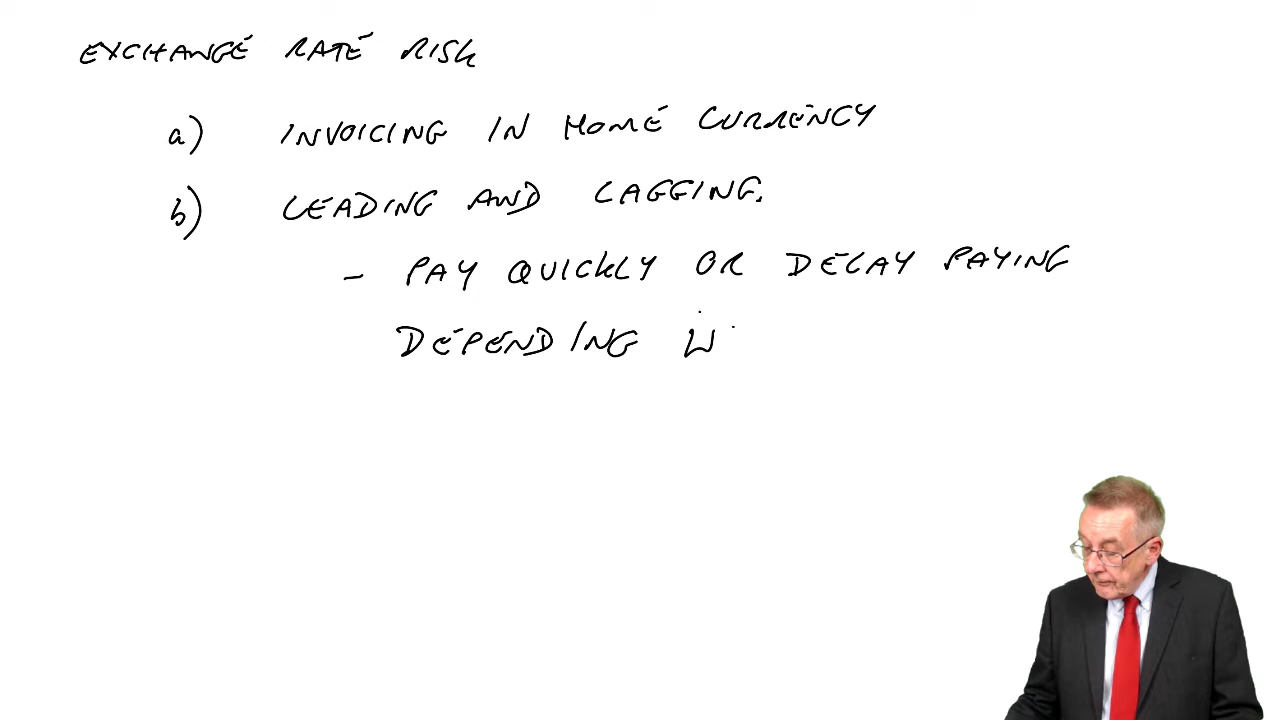 EXCHANGE RATE RISK
a) INVOICING IN HOME CURRENCY
b) LEADING AND LAGGING.
- PAY QUICKLY OR DELAY PAYING
DEPENDING